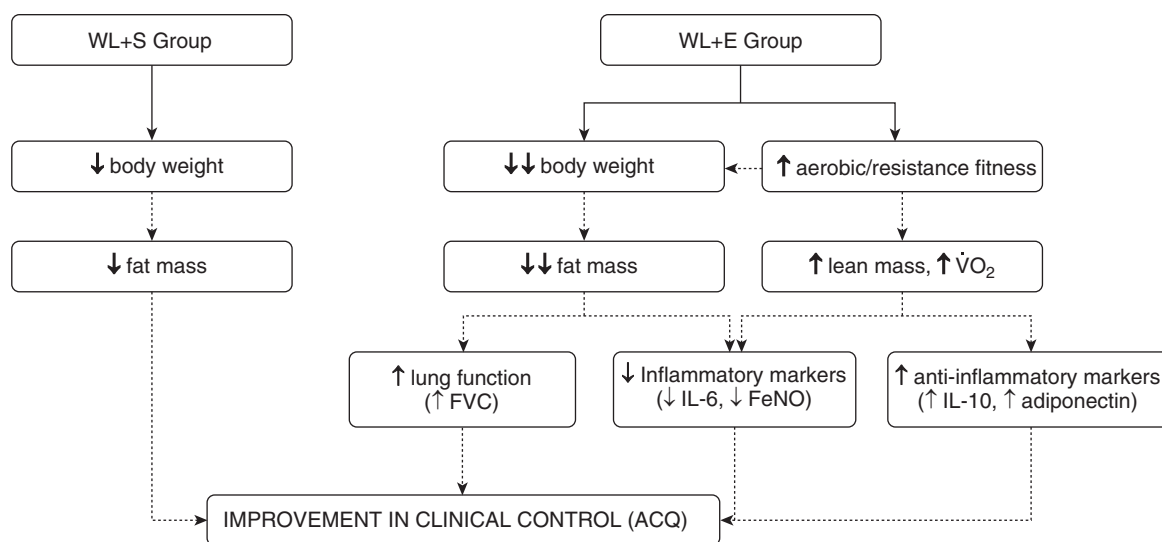 WL+S Group
WL+E Group
↓ body weight
↓↓ body weight
↑ aerobic/resistance fitness
↓ fat mass
↓↓ fat mass
↑ lean mass, ↑ V̇O₂
↑ lung function
(↑ FVC)
↓ Inflammatory markers
(↓ IL-6, ↓ FeNO)
↑ anti-inflammatory markers
(↑ IL-10, ↑ adiponectin)
IMPROVEMENT IN CLINICAL CONTROL (ACQ)